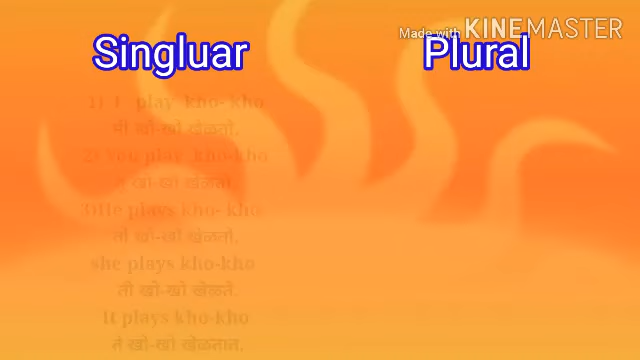 Made with KINEMASTER
Singluar Plural
1) I play kho-kho
मी खो-खो खेळतो.
2) You play kho-kho
तू खो-खो खेळतो.
3)He plays kho-kho
तो खो-खो खेळतो.
she plays kho-kho
ती खो-खो खेळते.
It plays kho-kho
ते खो-खो खेळतात.